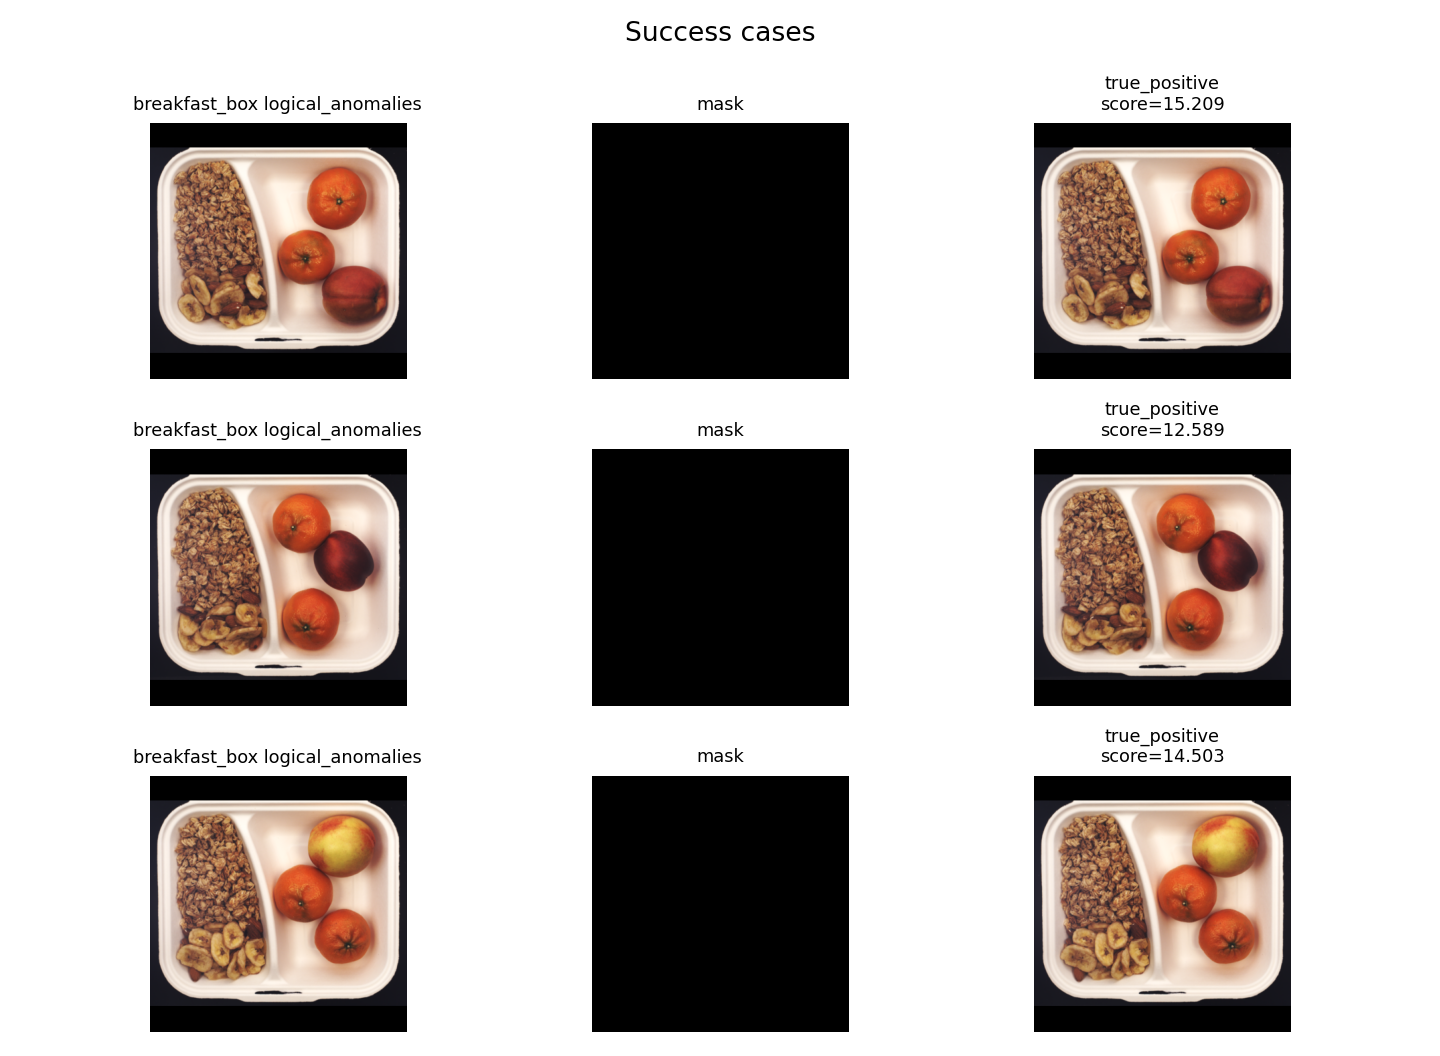 Success cases
breakfast_box logical_anomalies
mask
true_positive
score=15.209
breakfast_box logical_anomalies
mask
true_positive
score=12.589
breakfast_box logical_anomalies
mask
true_positive
score=14.503